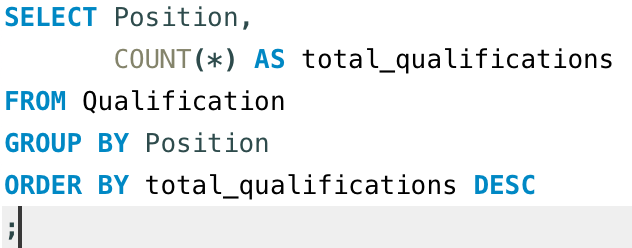 SELECT Position,
       COUNT(*) AS total_qualifications
FROM Qualification
GROUP BY Position
ORDER BY total_qualifications DESC
;